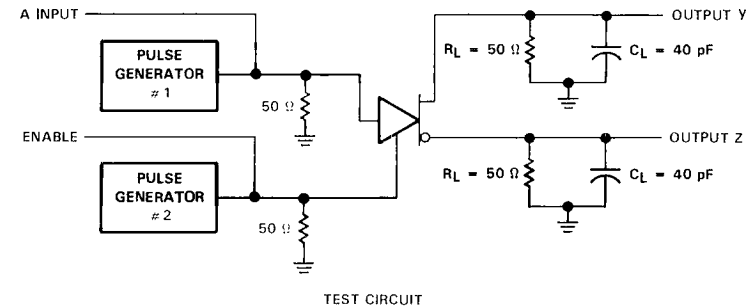 A INPUT
PULSE
GENERATOR
#1
50 Ω
ENABLE
PULSE
GENERATOR
#2
50 Ω
OUTPUT Y
RL = 50 Ω
CL = 40 pF
OUTPUT Z
RL = 50 Ω
CL = 40 pF
TEST CIRCUIT